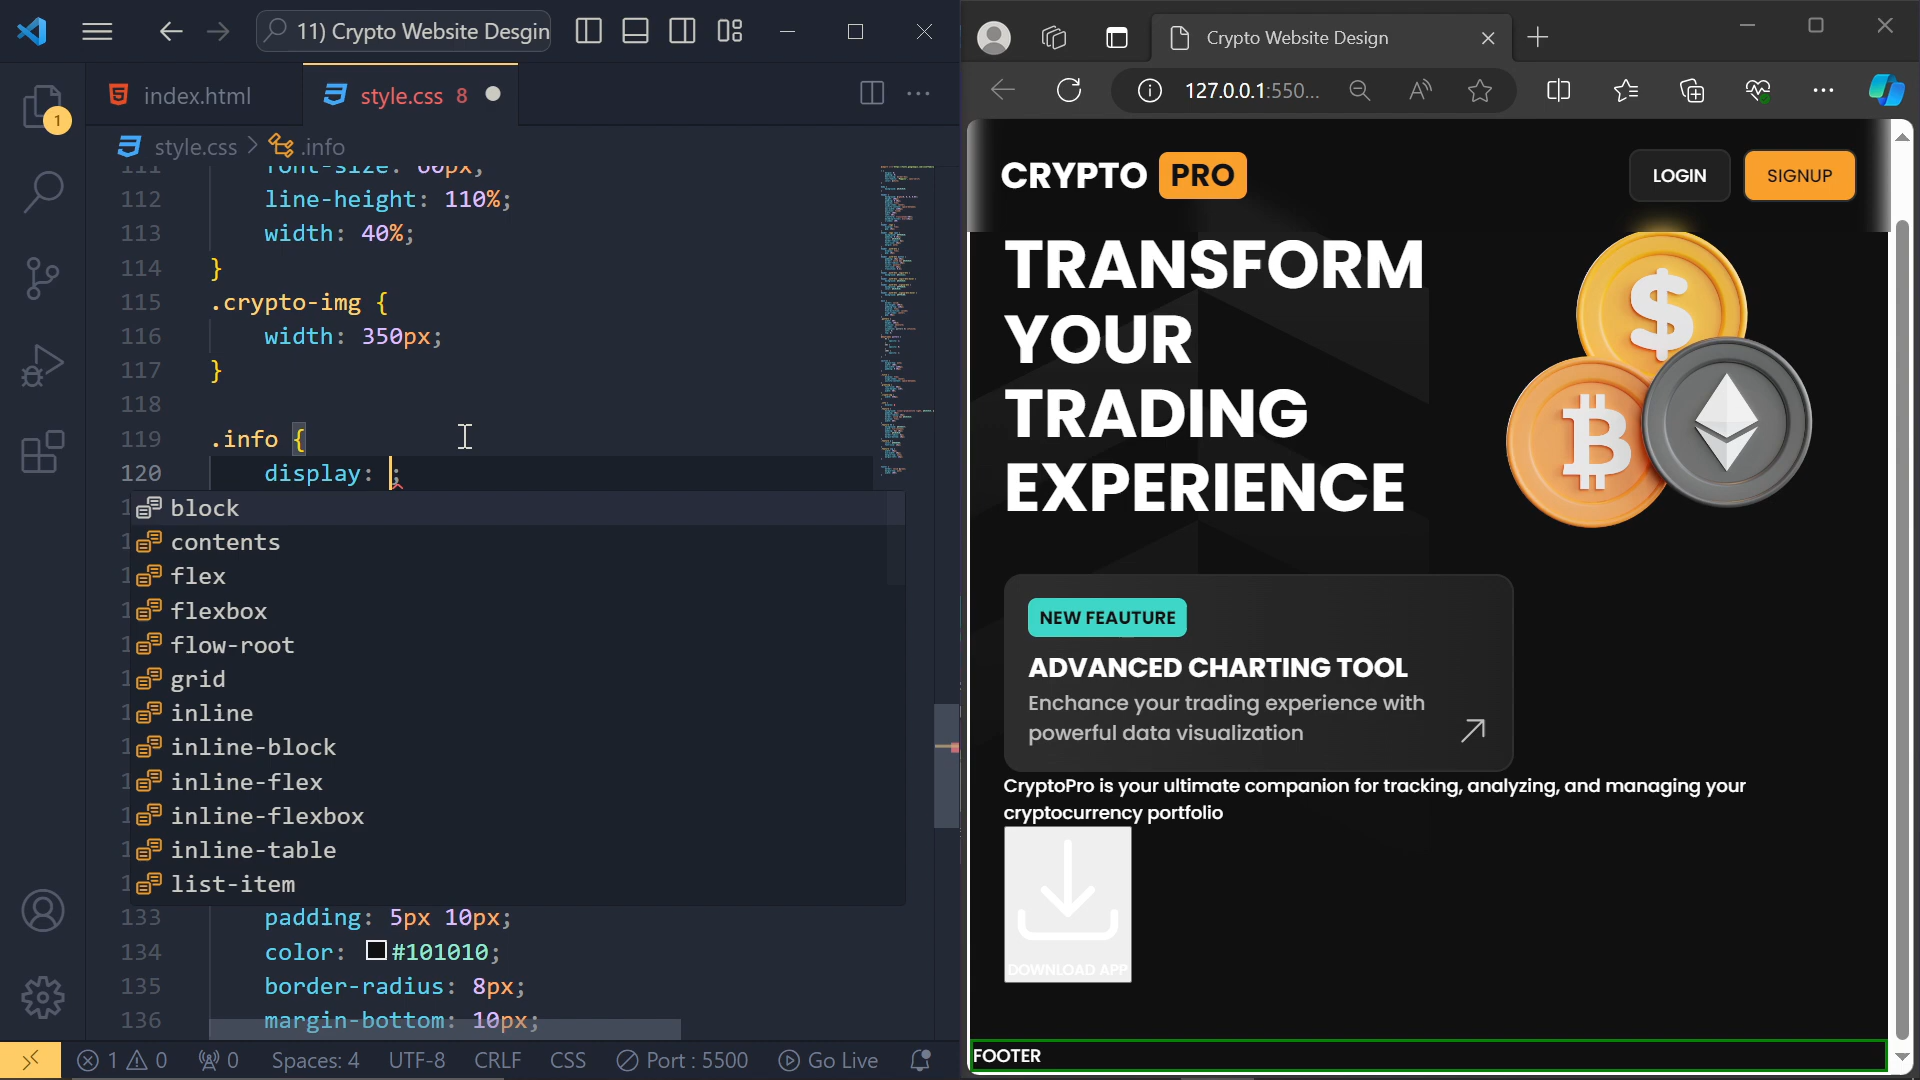 11) Crypto Website Desgin
index.html
style.css 8
1
style.css > .info
111 font-size: 60px;
112 line-height: 110%;
113 width: 40%;
114 }
115 .crypto-img {
116 width: 350px;
117 }
118
119 .info {
120 display: ;
block
contents
flex
flexbox
flow-root
grid
inline
inline-block
inline-flex
inline-flexbox
inline-table
list-item
133 padding: 5px 10px;
134 color: #101010;
135 border-radius: 8px;
136 margin-bottom: 10px;
1 0 0 Spaces: 4 UTF-8 CRLF CSS Port : 5500 Go Live
Crypto Website Design
127.0.0.1:550...
CRYPTO PRO
LOGIN
SIGNUP
TRANSFORM
YOUR
TRADING
EXPERIENCE
NEW FEAUTURE
ADVANCED CHARTING TOOL
Enchance your trading experience with
powerful data visualization
CryptoPro is your ultimate companion for tracking, analyzing, and managing your
cryptocurrency portfolio
DOWNLOAD APP
FOOTER